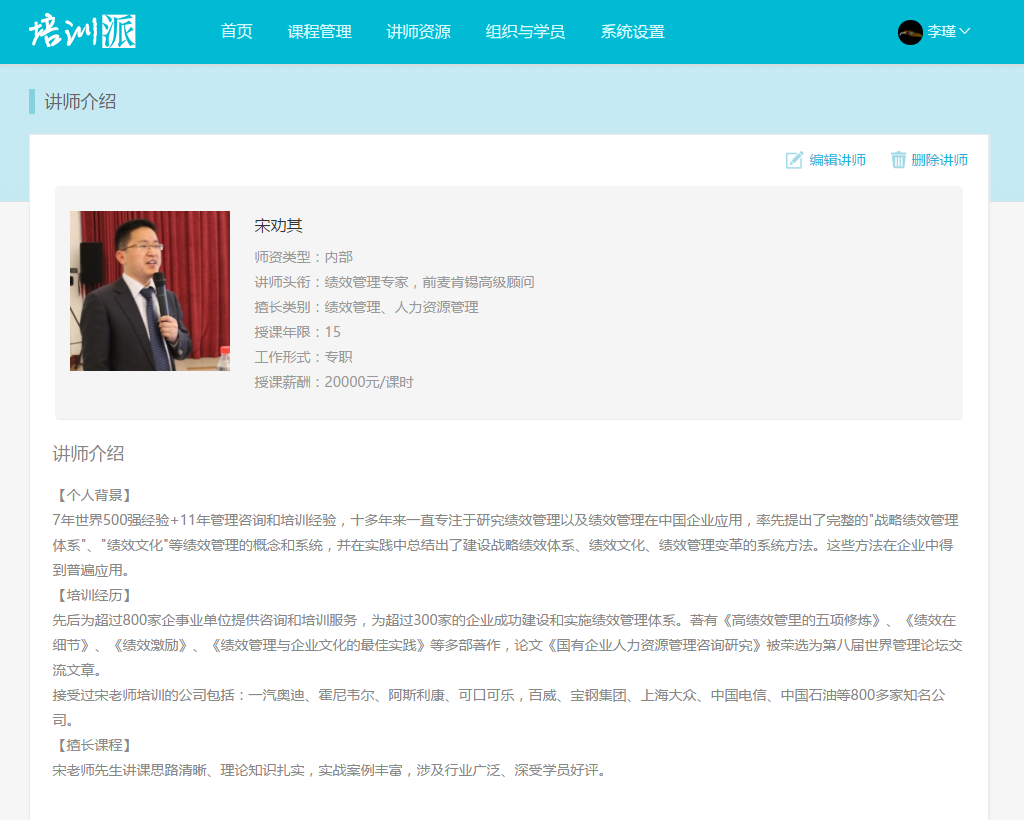 培训派
首页 课程管理 讲师资源 组织与学员 系统设置 李瑾
讲师介绍
编辑讲师 删除讲师
宋劝其
师资类型：内部
讲师头衔：绩效管理专家，前麦肯锡高级顾问
擅长类别：绩效管理、人力资源管理
授课年限：15
工作形式：专职
授课薪酬：20000元/课时
讲师介绍
【个人背景】
7年世界500强经验+11年管理咨询和培训经验，十多年来一直专注于研究绩效管理以及绩效管理在中国企业应用，率先提出了完整的"战略绩效管理
体系"、"绩效文化"等绩效管理的概念和系统，并在实践中总结出了建设战略绩效体系、绩效文化、绩效管理变革的系统方法。这些方法在企业中得
到普遍应用。
【培训经历】
先后为超过800家企事业单位提供咨询和培训服务，为超过300家的企业成功建设和实施绩效管理体系。著有《高绩效管里的五项修炼》、《绩效在
细节》、《绩效激励》、《绩效管理与企业文化的最佳实践》等多部著作，论文《国有企业人力资源管理咨询研究》被荣选为第八届世界管理论坛交
流文章。
接受过宋老师培训的公司包括：一汽奥迪、霍尼韦尔、阿斯利康、可口可乐，百威、宝钢集团、上海大众、中国电信、中国石油等800多家知名公
司。
【擅长课程】
宋老师先生讲课思路清晰、理论知识扎实，实战案例丰富，涉及行业广泛、深受学员好评。